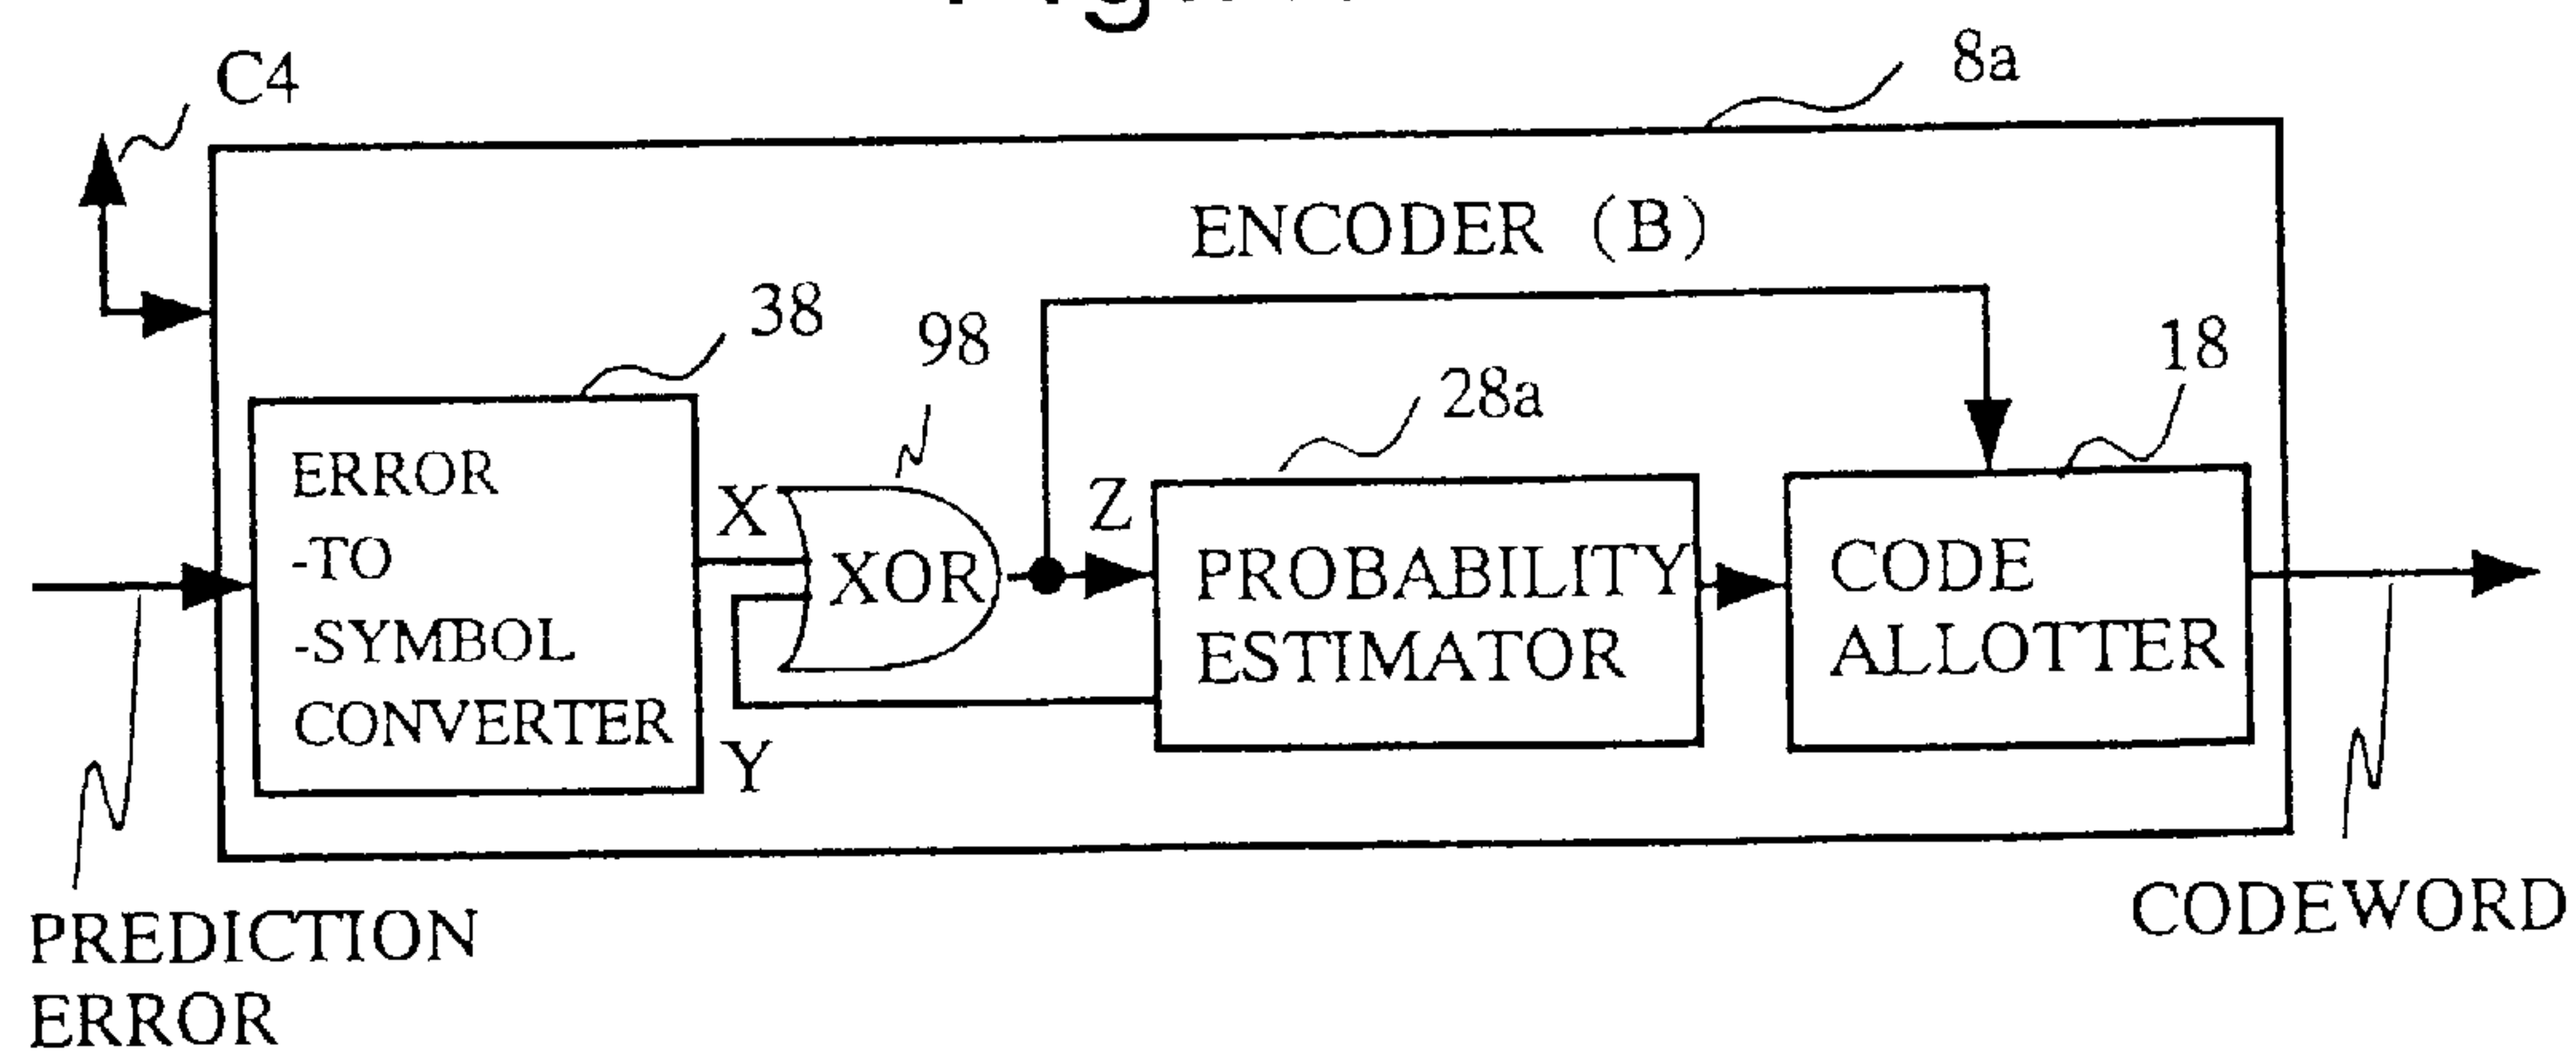 C4
8a
ENCODER (B)
38
98
28a
18
ERROR
-TO
-SYMBOL
CONVERTER
X
XOR
Y
Z
PROBABILITY
ESTIMATOR
CODE
ALLOTTER
PREDICTION
ERROR
CODEWORD